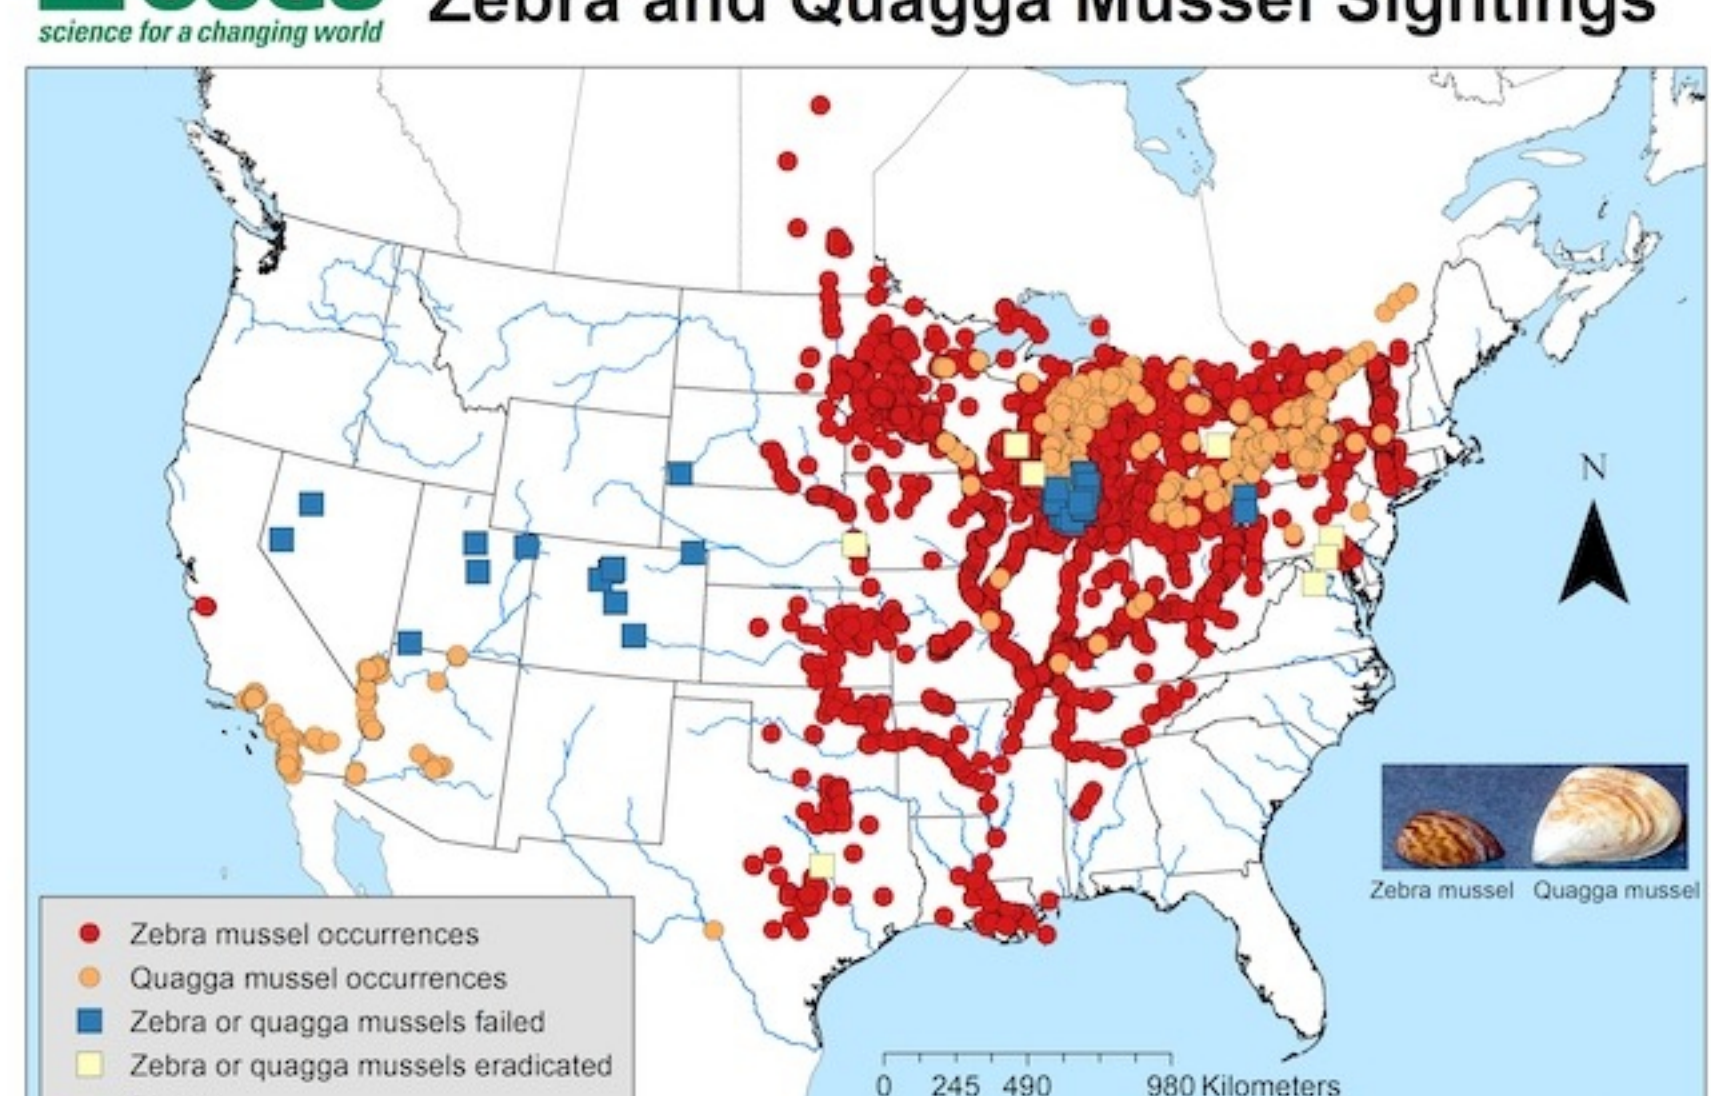 science for a changing world
Zebra and Quagga Mussel Sightings
N
Zebra mussel Quagga mussel
Zebra mussel occurrences
Quagga mussel occurrences
Zebra or quagga mussels failed
Zebra or quagga mussels eradicated
0 245 490 980 Kilometers